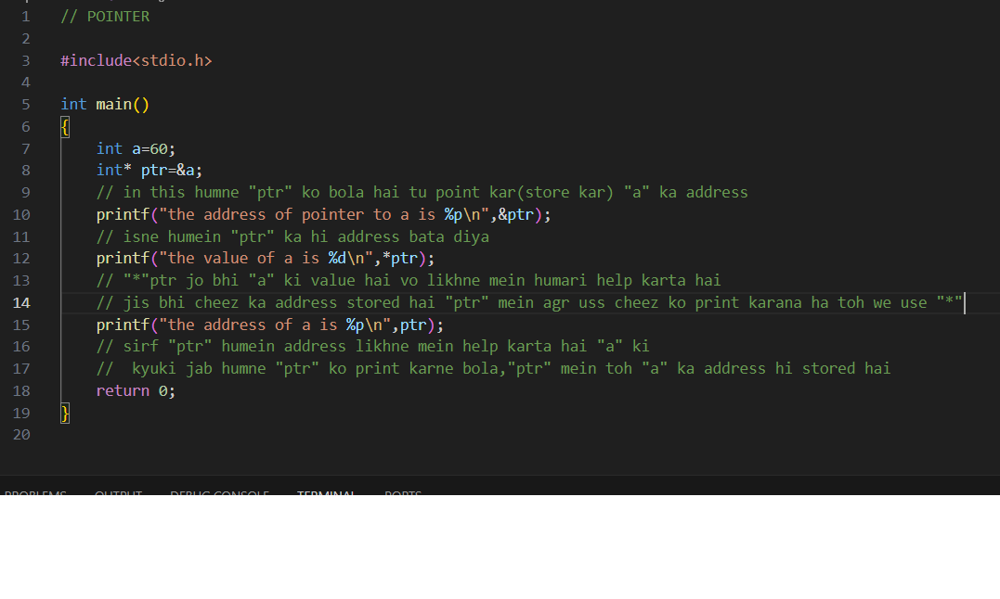 1 // POINTER
2
3 #include<stdio.h>
4
5 int main()
6 {
7     int a=60;
8     int* ptr=&a;
9     // in this humne "ptr" ko bola hai tu point kar(store kar) "a" ka address
10     printf("the address of pointer to a is %p\n",&ptr);
11     // isne humein "ptr" ka hi address bata diya
12     printf("the value of a is %d\n",*ptr);
13     // "*"ptr jo bhi "a" ki value hai vo likhne mein humari help karta hai
14     // jis bhi cheez ka address stored hai "ptr" mein agr uss cheez ko print karana ha toh we use "*"
15     printf("the address of a is %p\n",ptr);
16     // sirf "ptr" humein address likhne mein help karta hai "a" ki
17     //  kyuki jab humne "ptr" ko print karne bola,"ptr" mein toh "a" ka address hi stored hai
18     return 0;
19 }
20
PROBLEMS OUTPUT DEBUG CONSOLE TERMINAL PORTS